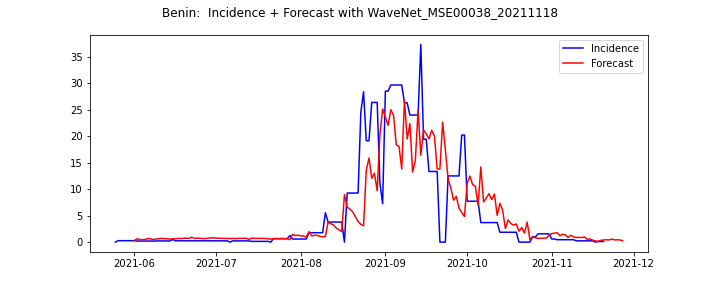 Benin:  Incidence + Forecast with WaveNet_MSE00038_20211118
Incidence
Forecast
35
30
25
20
15
10
5
0
2021-06 2021-07 2021-08 2021-09 2021-10 2021-11 2021-12